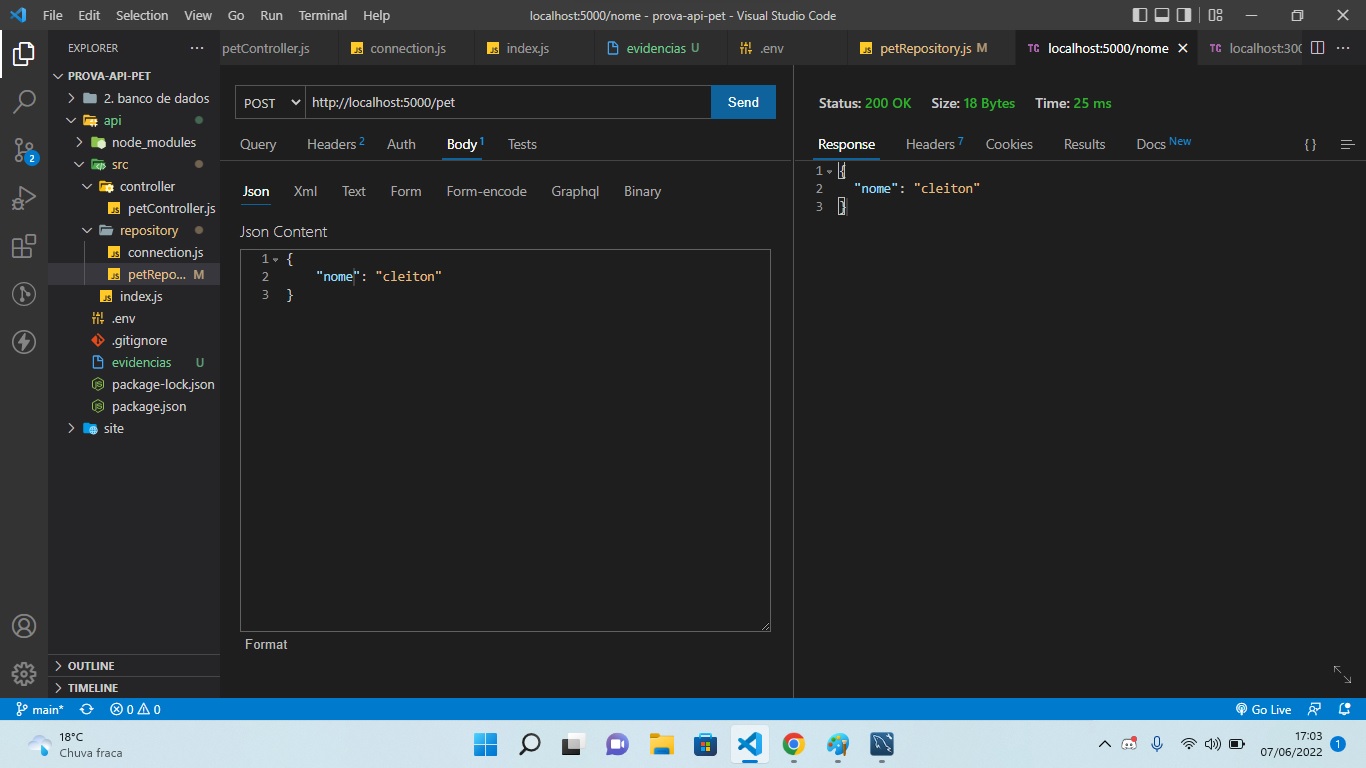 File Edit Selection View Go Run Terminal Help localhost:5000/nome - prova-api-pet - Visual Studio Code
EXPLORER ···
petController.js connection.js index.js evidencias U .env petRepository.js M localhost:5000/nome localhost:300
PROVA-API-PET
2. banco de dados
api
node_modules
src
controller
petController.js
repository
connection.js
petRepo... M
index.js
.env
.gitignore
evidencias U
package-lock.json
package.json
site
OUTLINE
TIMELINE
2
POST http://localhost:5000/pet Send
Query Headers 2 Auth Body 1 Tests
Json Xml Text Form Form-encode Graphql Binary
Json Content
1 {
2 "nome": "cleiton"
3 }
Format
Status: 200 OK Size: 18 Bytes Time: 25 ms
Response Headers 7 Cookies Results Docs New { }
1 {
2 "nome": "cleiton"
3 }
main* 0 0 Go Live
18°C
Chuva fraca
17:03
07/06/2022 1